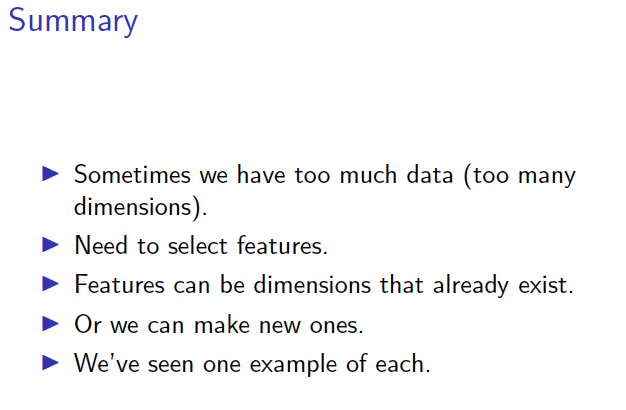 Summary
▶ Sometimes we have too much data (too many
dimensions).
▶ Need to select features.
▶ Features can be dimensions that already exist.
▶ Or we can make new ones.
▶ We've seen one example of each.